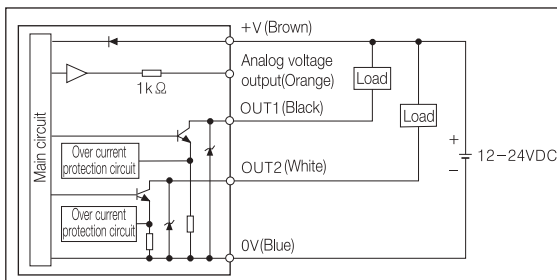 +V(Brown)
Analog voltage
output(Orange)
1kΩ
Load
OUT1(Black)
Load
Main circuit
Over current
protection circuit
OUT2(White)
+
12-24VDC
-
Over current
protection circuit
0V(Blue)